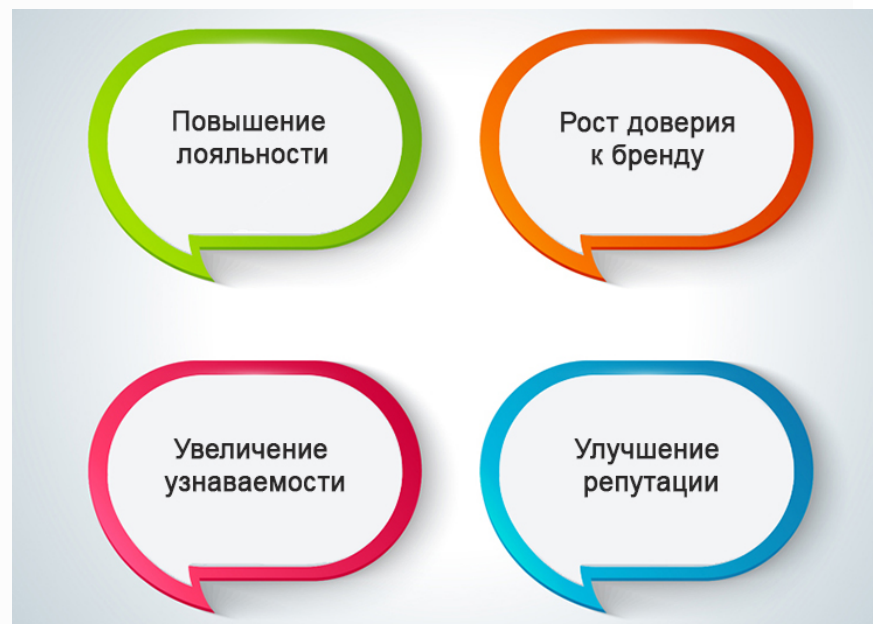 Повышение
лояльности
Рост доверия
к бренду
Увеличение
узнаваемости
Улучшение
репутации